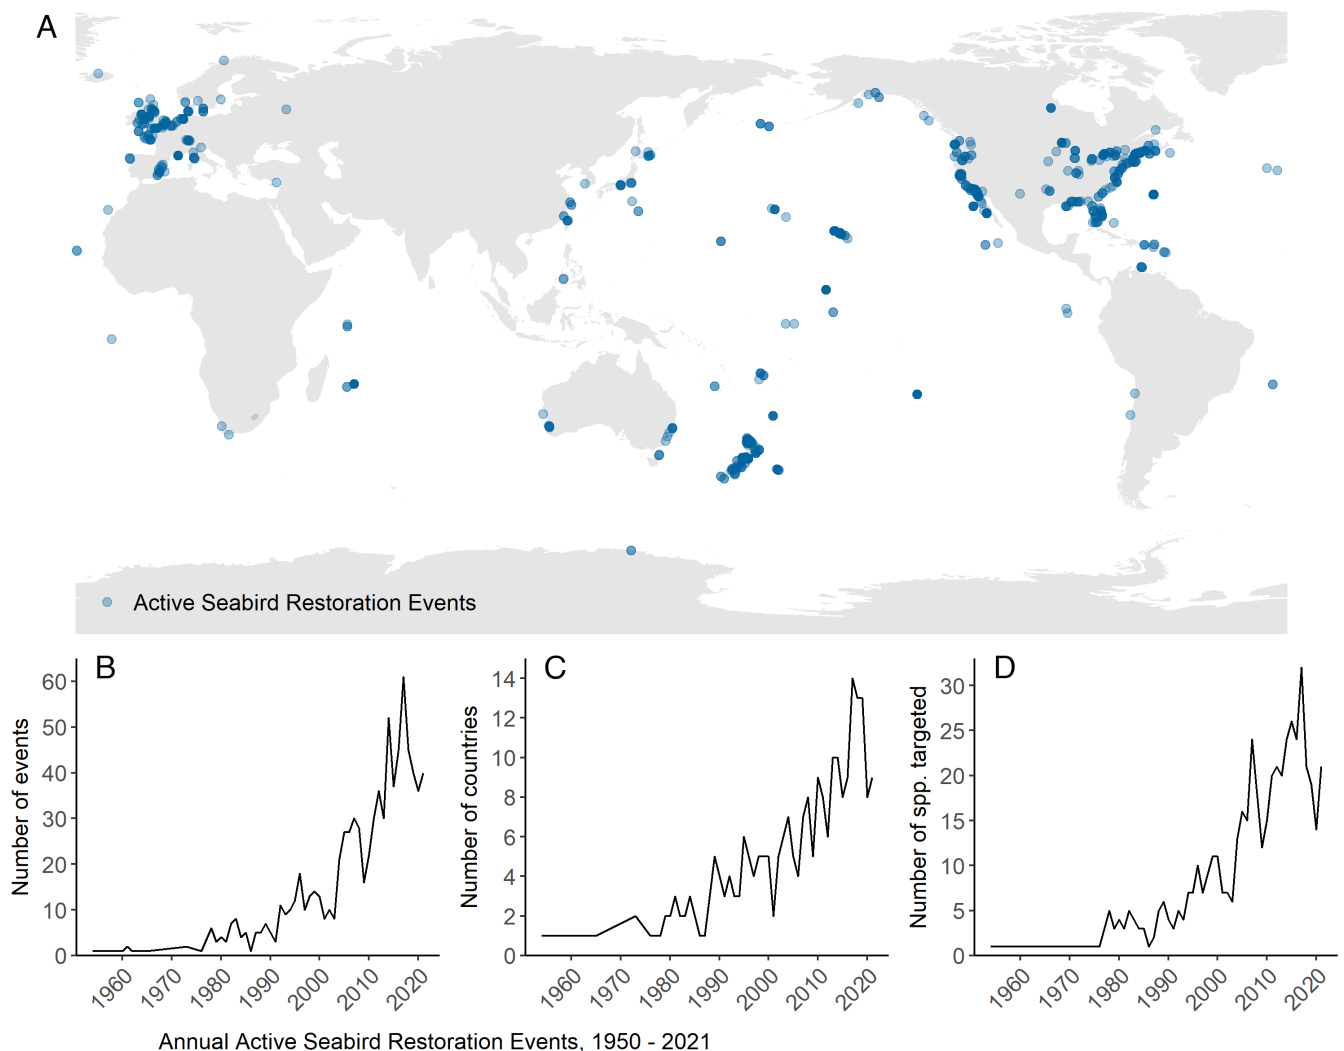 A
Active Seabird Restoration Events
B
Number of events
60
50
40
30
20
10
0
1960 1970 1980 1990 2000 2010 2020
C
Number of countries
14
12
10
8
6
4
2
0
1960 1970 1980 1990 2000 2010 2020
D
Number of spp. targeted
30
25
20
15
10
5
0
1960 1970 1980 1990 2000 2010 2020
Annual Active Seabird Restoration Events, 1950 - 2021